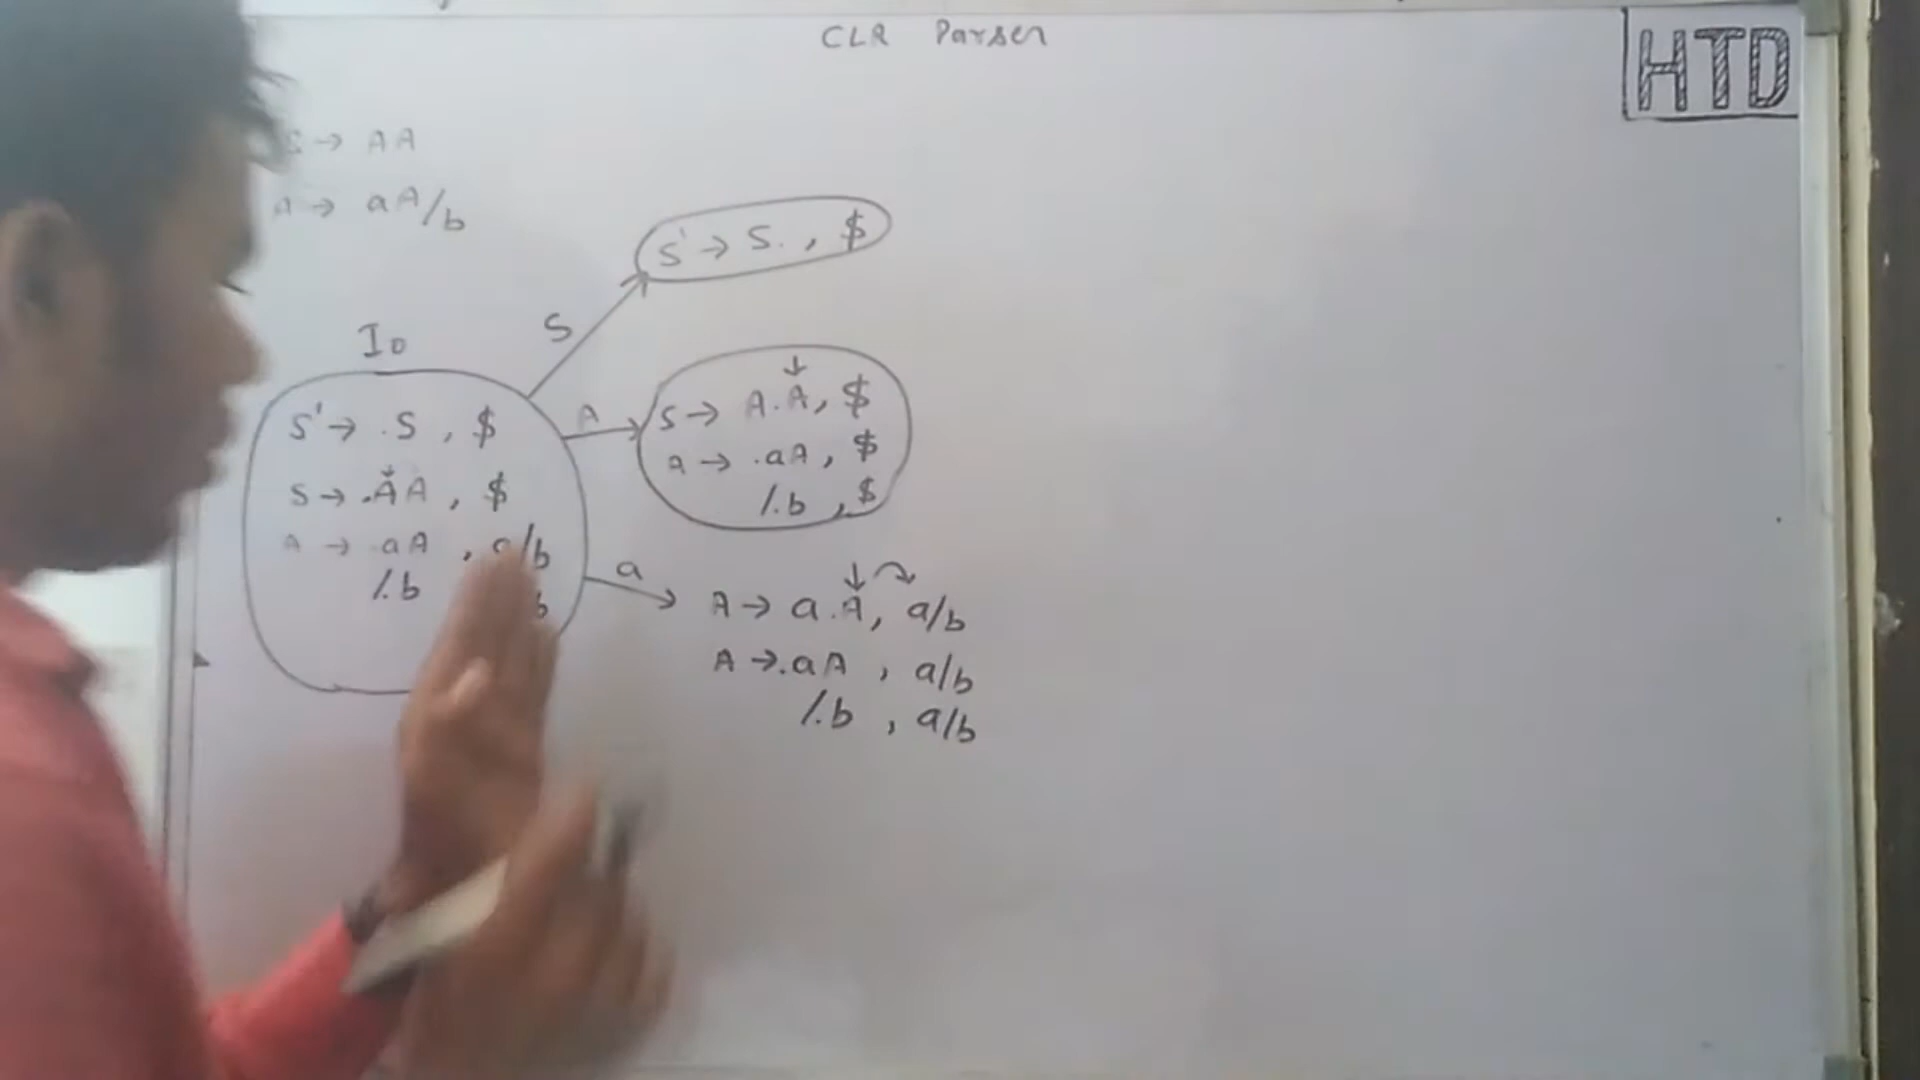 CLR Parser
HTD
S → AA
A → aA/b
S' → S. , $
S
I0
S' → .S , $
S → .AA , $
A → .aA , a/b
/.b b
A
S → A.A, $
A → .aA, $
/.b , $
a
A → a.A, a/b
A → .aA , a/b
/.b , a/b